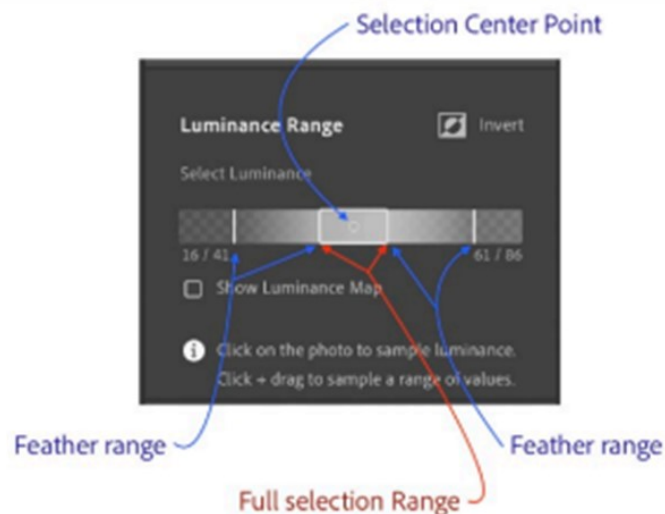 Selection Center Point
Luminance Range
Invert
Select Luminance
16 / 41
61 / 86
Show Luminance Map
Click on the photo to sample luminance.
Click + drag to sample a range of values.
Feather range
Feather range
Full selection Range